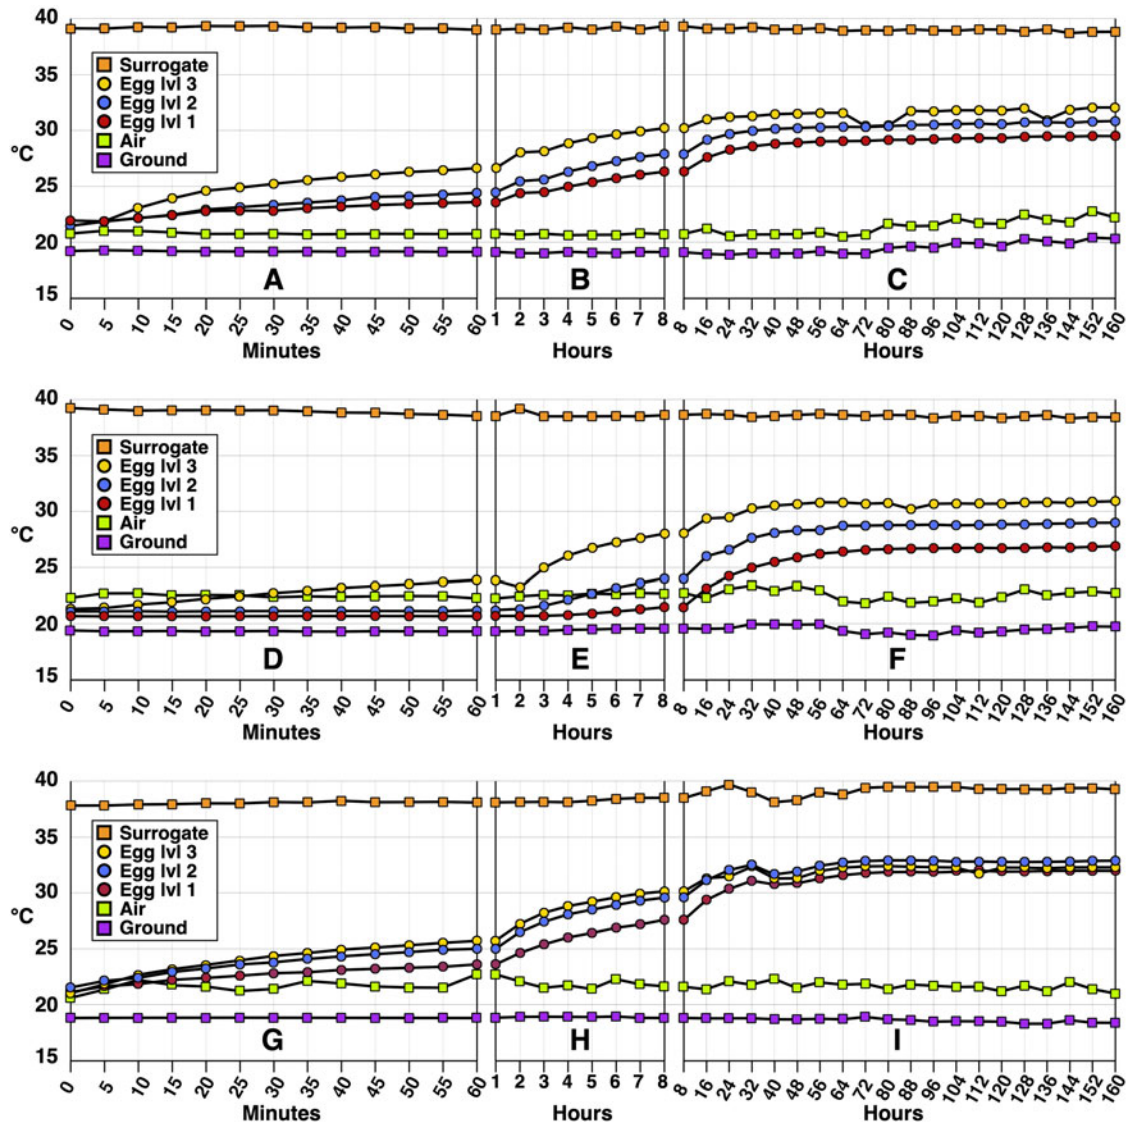 40
35
30
°C
25
20
15
Surrogate
Egg lvl 3
Egg lvl 2
Egg lvl 1
Air
Ground
A
B
C
0 5 10 15 20 25 30 35 40 45 50 55 60
1 2 3 4 5 6 7 8
8 16 24 32 40 48 56 64 72 80 88 96 104 112 120 128 136 144 152 160
Minutes
Hours
Hours
40
35
30
°C
25
20
15
Surrogate
Egg lvl 3
Egg lvl 2
Egg lvl 1
Air
Ground
D
E
F
0 5 10 15 20 25 30 35 40 45 50 55 60
1 2 3 4 5 6 7 8
8 16 24 32 40 48 56 64 72 80 88 96 104 112 120 128 136 144 152 160
Minutes
Hours
Hours
40
35
30
°C
25
20
15
Surrogate
Egg lvl 3
Egg lvl 2
Egg lvl 1
Air
Ground
G
H
I
0 5 10 15 20 25 30 35 40 45 50 55 60
1 2 3 4 5 6 7 8
8 16 24 32 40 48 56 64 72 80 88 96 104 112 120 128 136 144 152 160
Minutes
Hours
Hours